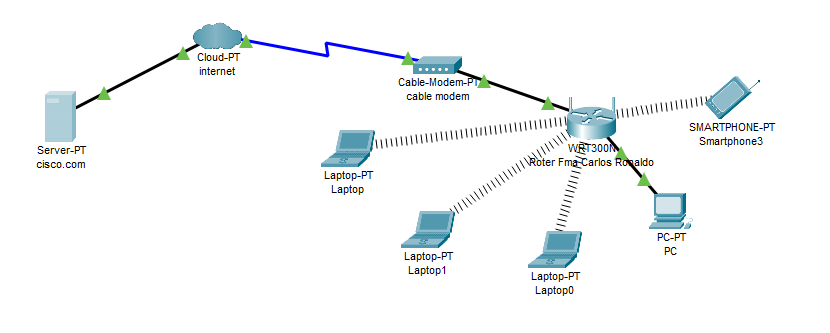 Cloud-PT
internet
Cable-Modem-PT
cable modem
Server-PT
cisco.com
SMARTPHONE-PT
Smartphone3
WRT300N
Roter Fma Carlos Ronaldo
Laptop-PT
Laptop
PC-PT
PC
Laptop-PT
Laptop1
Laptop-PT
Laptop0